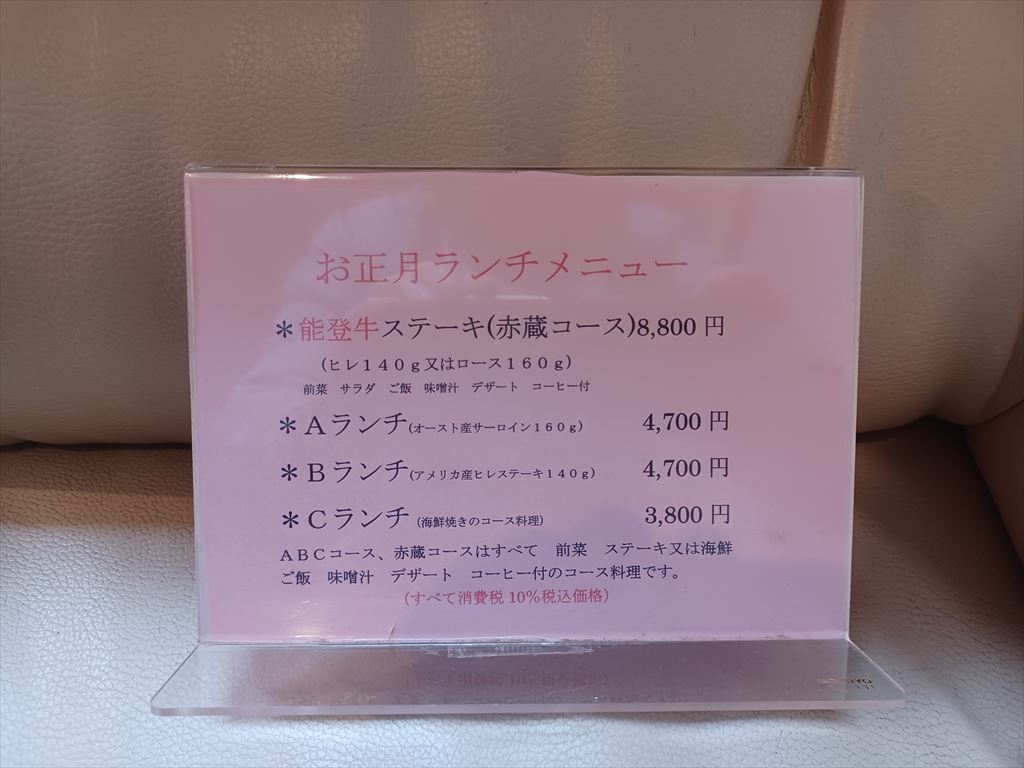 お正月ランチメニュー
＊能登牛ステーキ(赤蔵コース)8,800 円
（ヒレ１４０ｇ又はロース１６０ｇ）
前菜　サラダ　ご飯　味噌汁　デザート　コーヒー付
＊Ａランチ(オースト産サーロイン１６０ｇ)　4,700 円
＊Ｂランチ(アメリカ産ヒレステーキ１４０ｇ)　4,700 円
＊Ｃランチ（海鮮焼きのコース料理）　3,800 円
ＡＢＣコース、赤蔵コースはすべて　前菜　ステーキ又は海鮮
ご飯　味噌汁　デザート　コーヒー付のコース料理です。
（すべて消費税 10％税込価格）